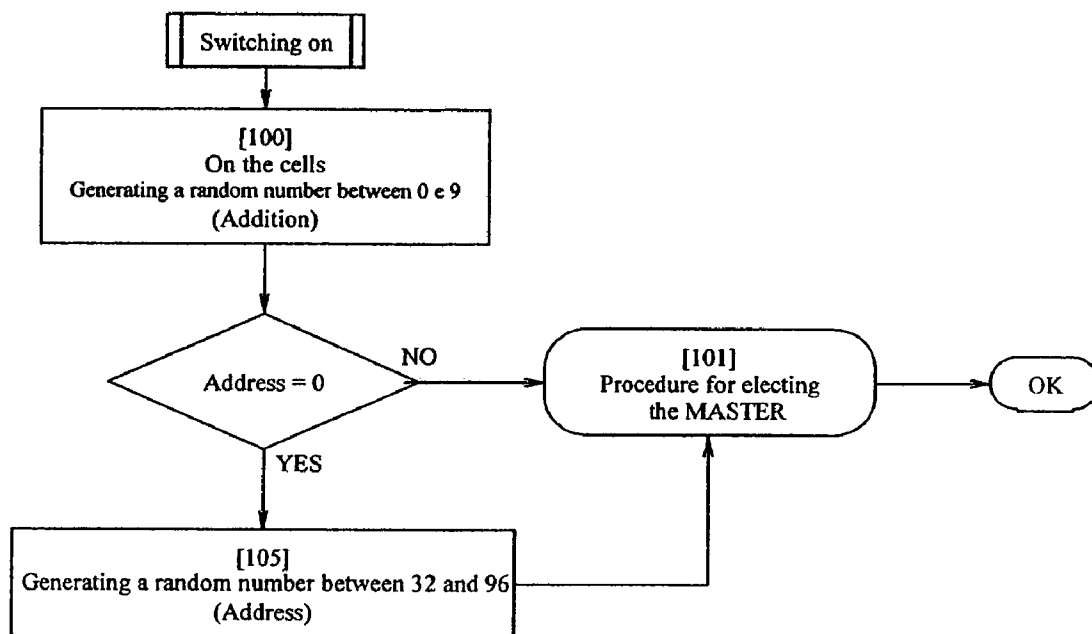 Switching on
[100]
On the cells
Generating a random number between 0 e 9
(Addition)
Address = 0
NO
YES
[101]
Procedure for electing
the MASTER
OK
[105]
Generating a random number between 32 and 96
(Address)